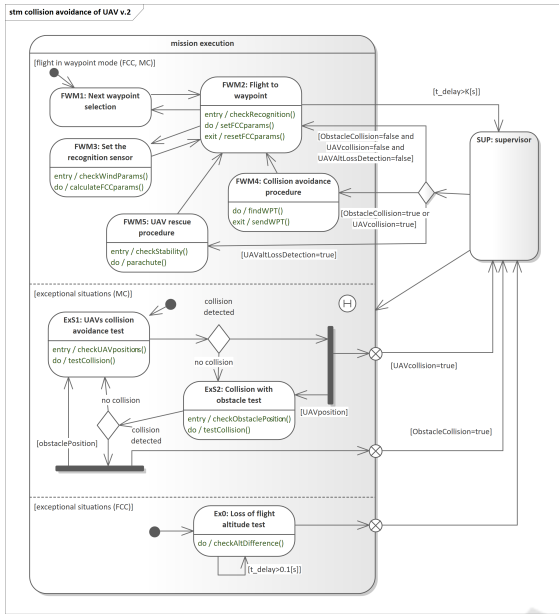 stm collision avoidance of UAV v.2
mission execution
[flight in waypoint mode (FCC, MC)]
FWM1: Next waypoint
selection
FWM2: Flight to
waypoint
entry / checkRecognition()
do / setFCCparams()
exit / resetFCCparams()
[t_delay>K[s]]
FWM3: Set the
recognition sensor
entry / checkWindParams()
do / calculateFCCparams()
[ObstacleCollision=false and
UAVcollision=false and
UAVAltLossDetection=false]
SUP: supervisor
FWM4: Collision avoidance
procedure
do / findWPT()
exit / sendWPT()
[ObstacleCollision=true or
UAVcollision=true]
FWM5: UAV rescue
procedure
entry / checkStability()
do / parachute()
[UAValtLossDetection=true]
[exceptional situations (MC)]
collision
detected
H
ExS1: UAVs collision
avoidance test
entry / checkUAVpositions()
do / testCollision()
no collision
[UAVcollision=true]
ExS2: Collision with
obstacle test
entry / checkObstaclePosition()
do / testCollision()
[UAVposition]
no collision
collision
detected
[obstaclePosition]
[ObstacleCollision=true]
[exceptional situations (FCC)]
Ex0: Loss of flight
altitude test
do / checkAltDifference()
[t_delay>0.1[s]]